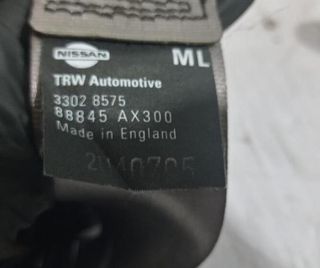 NISSAN
ML
TRW Automotive
3302 8575
88845 AX300
Made in England